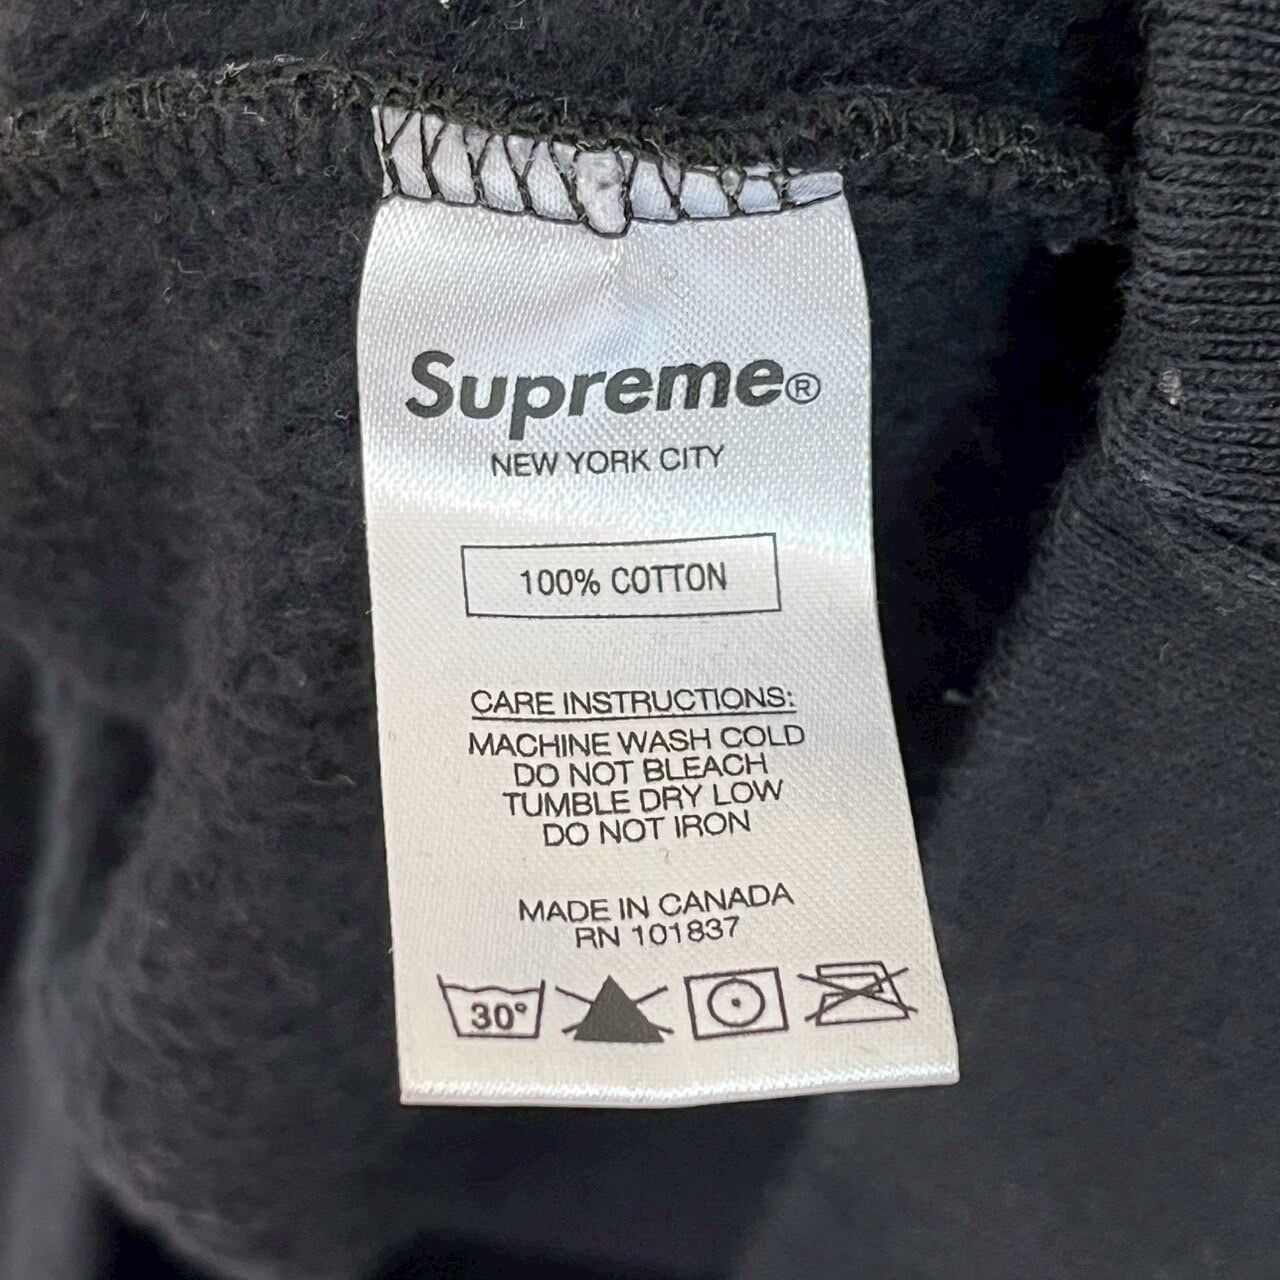 Supreme®
NEW YORK CITY
100% COTTON
CARE INSTRUCTIONS:
MACHINE WASH COLD
DO NOT BLEACH
TUMBLE DRY LOW
DO NOT IRON
MADE IN CANADA
RN 101837
30°